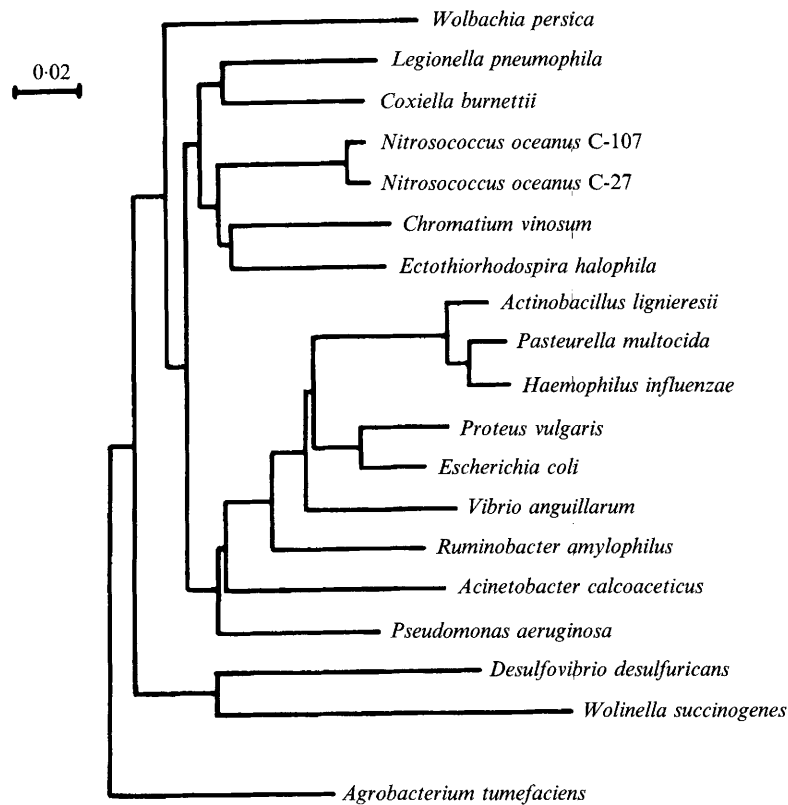 Wolbachia persica
0·02
Legionella pneumophila
Coxiella burnettii
Nitrosococcus oceanus C-107
Nitrosococcus oceanus C-27
Chromatium vinosum
Ectothiorhodospira halophila
Actinobacillus lignieresii
Pasteurella multocida
Haemophilus influenzae
Proteus vulgaris
Escherichia coli
Vibrio anguillarum
Ruminobacter amylophilus
Acinetobacter calcoaceticus
Pseudomonas aeruginosa
Desulfovibrio desulfuricans
Wolinella succinogenes
Agrobacterium tumefaciens